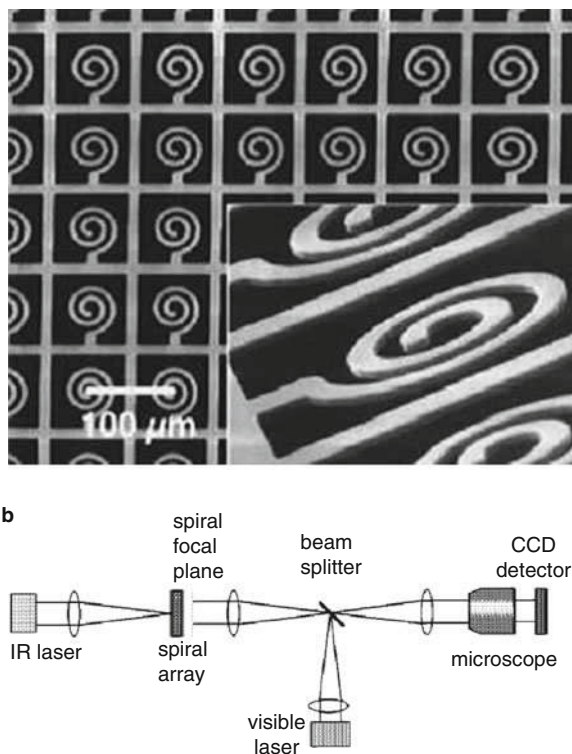 100 μm
b
spiral
focal
plane
beam
splitter
CCD
detector
IR laser
spiral
array
microscope
visible
laser